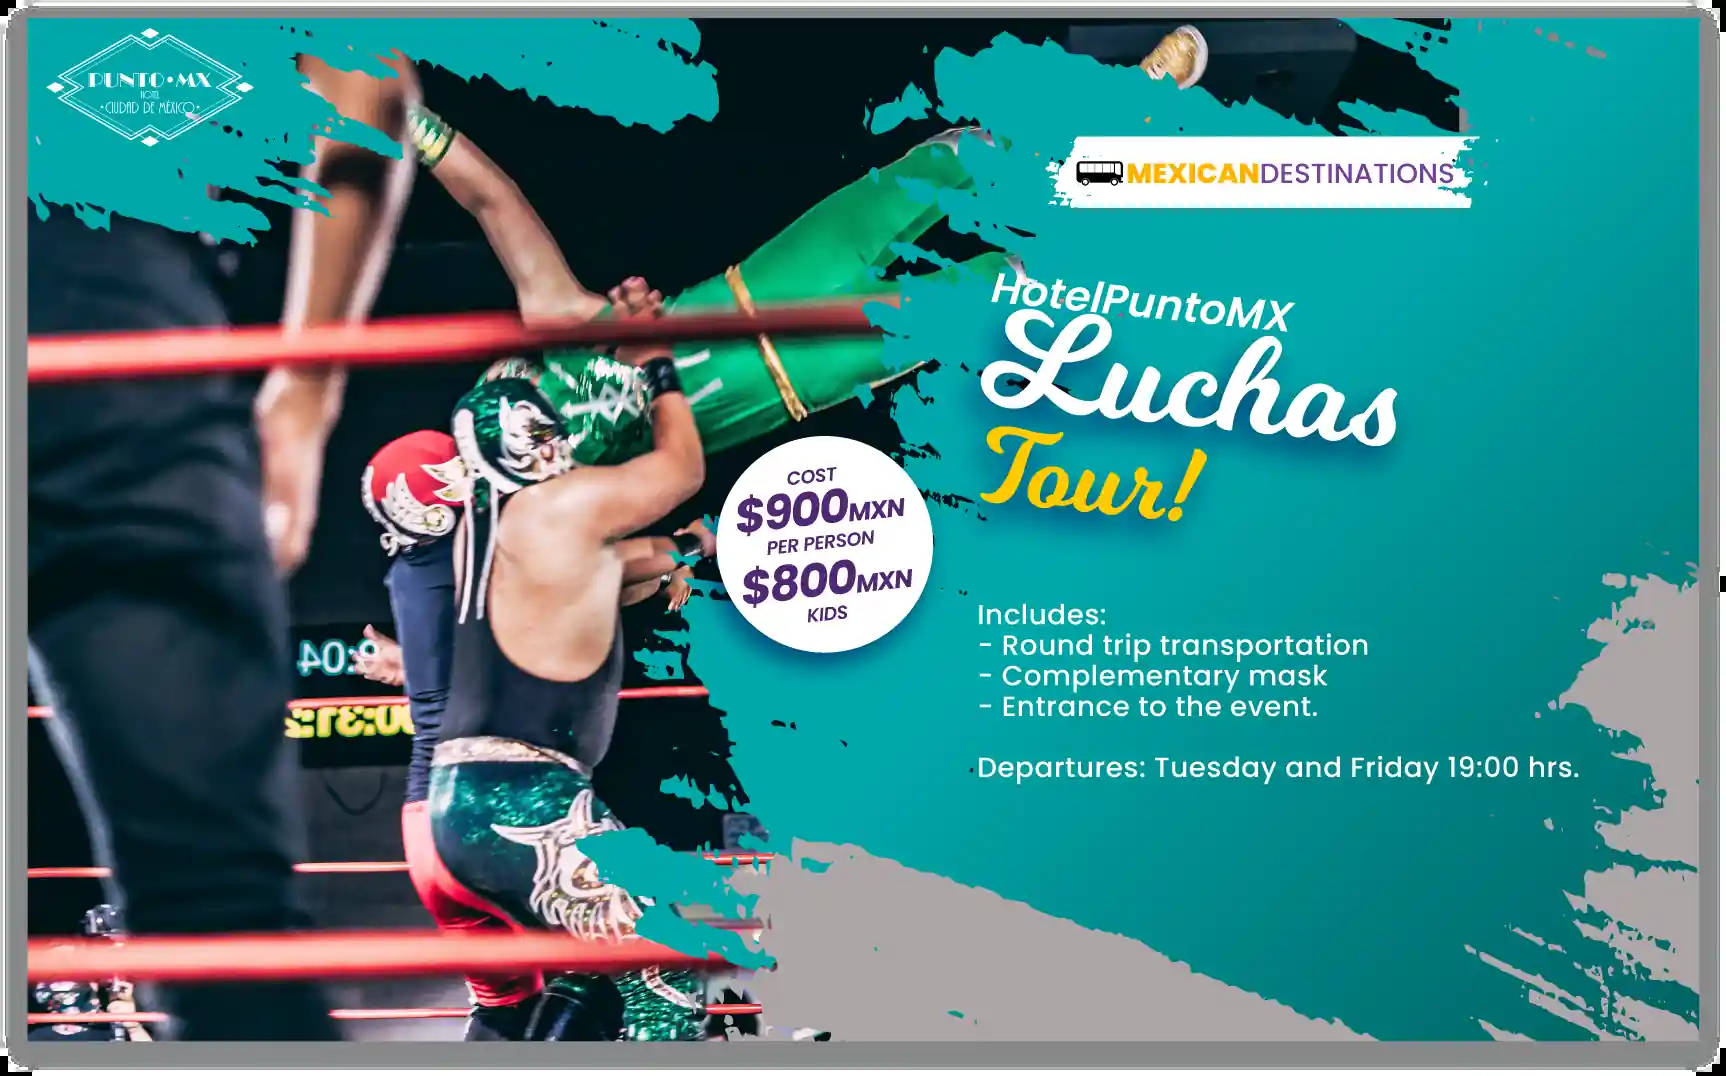 PUNTO•MX
HOTEL
•CIUDAD DE MÉXICO•
MEXICANDESTINATIONS
HotelPuntoMX
Luchas
Tour!
COST
$900MXN
PER PERSON
$800MXN
KIDS
Includes:
- Round trip transportation
- Complementary mask
- Entrance to the event.
Departures: Tuesday and Friday 19:00 hrs.